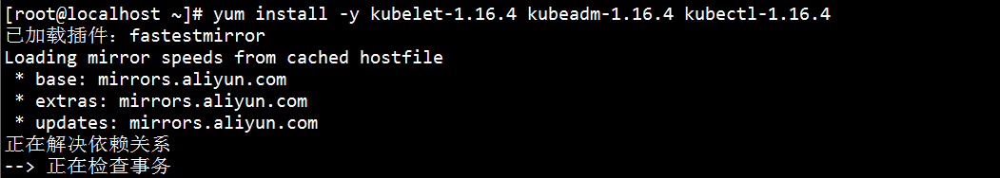 [root@localhost ~]# yum install -y kubelet-1.16.4 kubeadm-1.16.4 kubectl-1.16.4
已加载插件：fastestmirror
Loading mirror speeds from cached hostfile
 * base: mirrors.aliyun.com
 * extras: mirrors.aliyun.com
 * updates: mirrors.aliyun.com
正在解决依赖关系
--> 正在检查事务